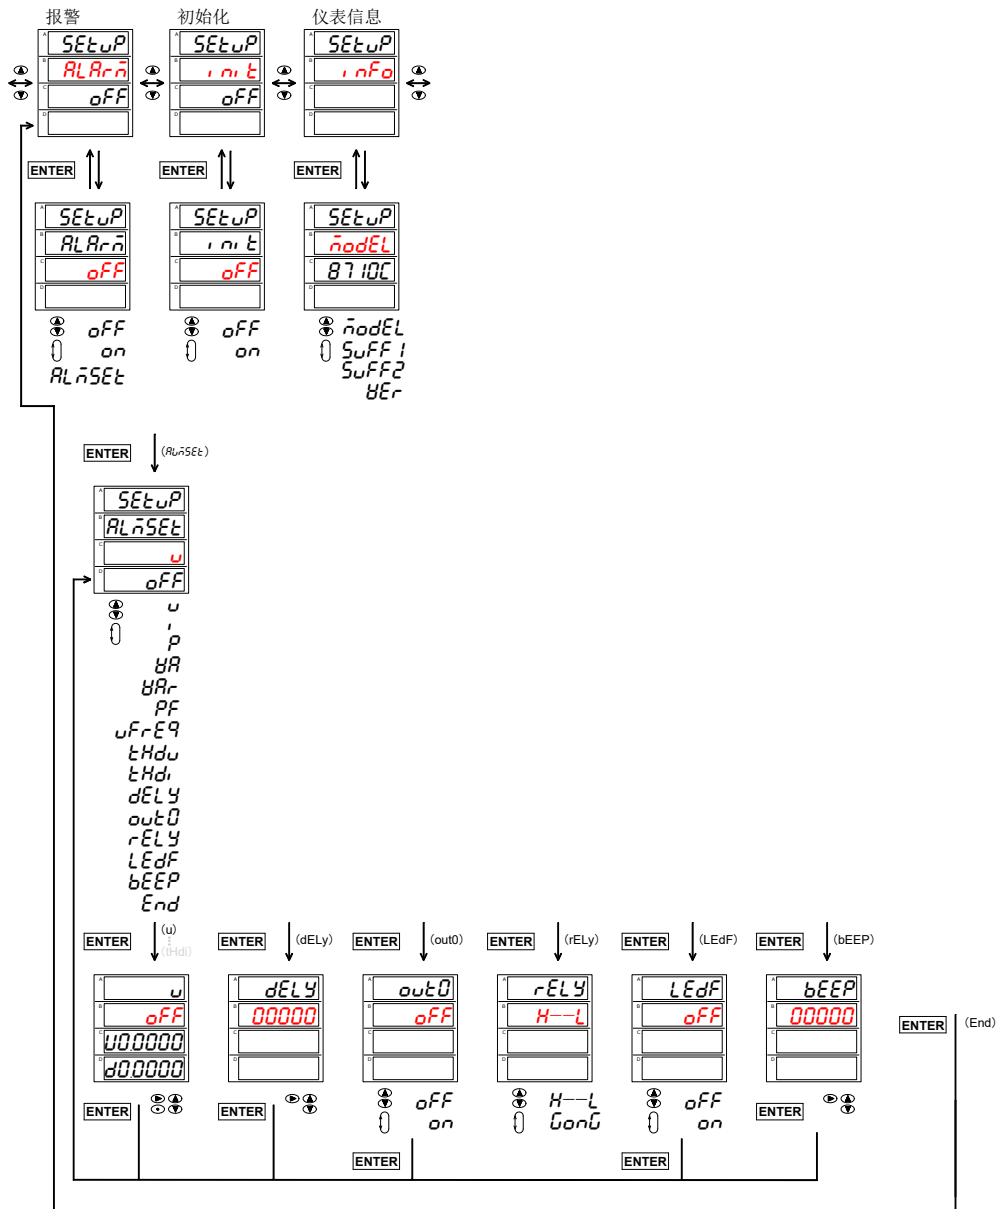 报警 初始化 仪表信息
A SEtuP A SEtuP A SEtuP
B ALArm B init B inFo
C oFF C oFF C
D D D
ENTER ENTER ENTER
A SEtuP A SEtuP A SEtuP
B ALArm B init B modEL
C oFF C oFF C 8710C
D D D
oFF oFF modEL
on on SuFF1
ALmSEt SuFF2
VEr
ENTER (ALmSEt)
A SEtuP
B ALmSEt
C u
D oFF
u
i
P
VA
VAr
PF
uFrEq
tHdu
tHdi
dELY
out0
rELY
LEdF
bEEP
End
ENTER (u) (tHdi) ENTER (dELy) ENTER (out0) ENTER (rELy) ENTER (LEdF) ENTER (bEEP)
A u A dELY A out0 A rELY A LEdF A bEEP
B oFF B 00000 B oFF B H--L B oFF B 00000
C U0.0000 C C C C C
D d0.0000 D D D D D
ENTER (End)
ENTER ENTER oFF H--L oFF ENTER
on GonG on
ENTER ENTER